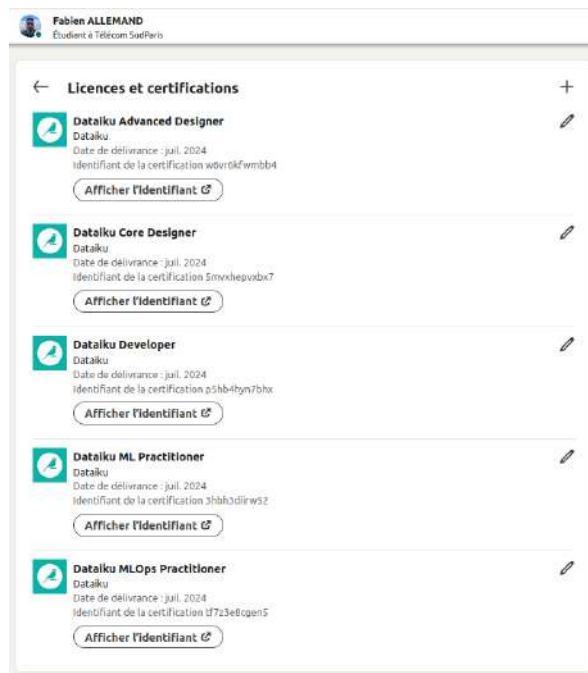 Fabien ALLEMAND
Étudiant à Télécom SudParis
Licences et certifications
Dataiku Advanced Designer
Dataiku
Date de délivrance : juil. 2024
Identifiant de la certification w6vr6kfwmbb4
Afficher l'identifiant
Dataiku Core Designer
Dataiku
Date de délivrance : juil. 2024
Identifiant de la certification 5mvxhepvxbx7
Afficher l'identifiant
Dataiku Developer
Dataiku
Date de délivrance : juil. 2024
Identifiant de la certification p5hb4hyn7bhx
Afficher l'identifiant
Dataiku ML Practitioner
Dataiku
Date de délivrance : juil. 2024
Identifiant de la certification 3hbh3diirw52
Afficher l'identifiant
Dataiku MLOps Practitioner
Dataiku
Date de délivrance : juil. 2024
Identifiant de la certification
Afficher l'identifiant